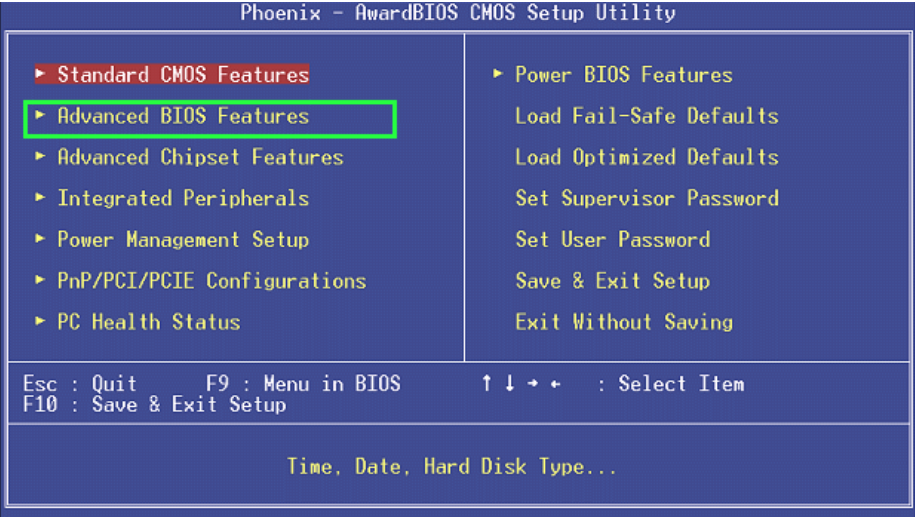 Phoenix - AwardBIOS CMOS Setup Utility
► Standard CMOS Features
► Advanced BIOS Features
► Advanced Chipset Features
► Integrated Peripherals
► Power Management Setup
► PnP/PCI/PCIE Configurations
► PC Health Status
► Power BIOS Features
Load Fail-Safe Defaults
Load Optimized Defaults
Set Supervisor Password
Set User Password
Save & Exit Setup
Exit Without Saving
Esc : Quit F9 : Menu in BIOS ↑ ↓ → ← : Select Item
F10 : Save & Exit Setup
Time, Date, Hard Disk Type...